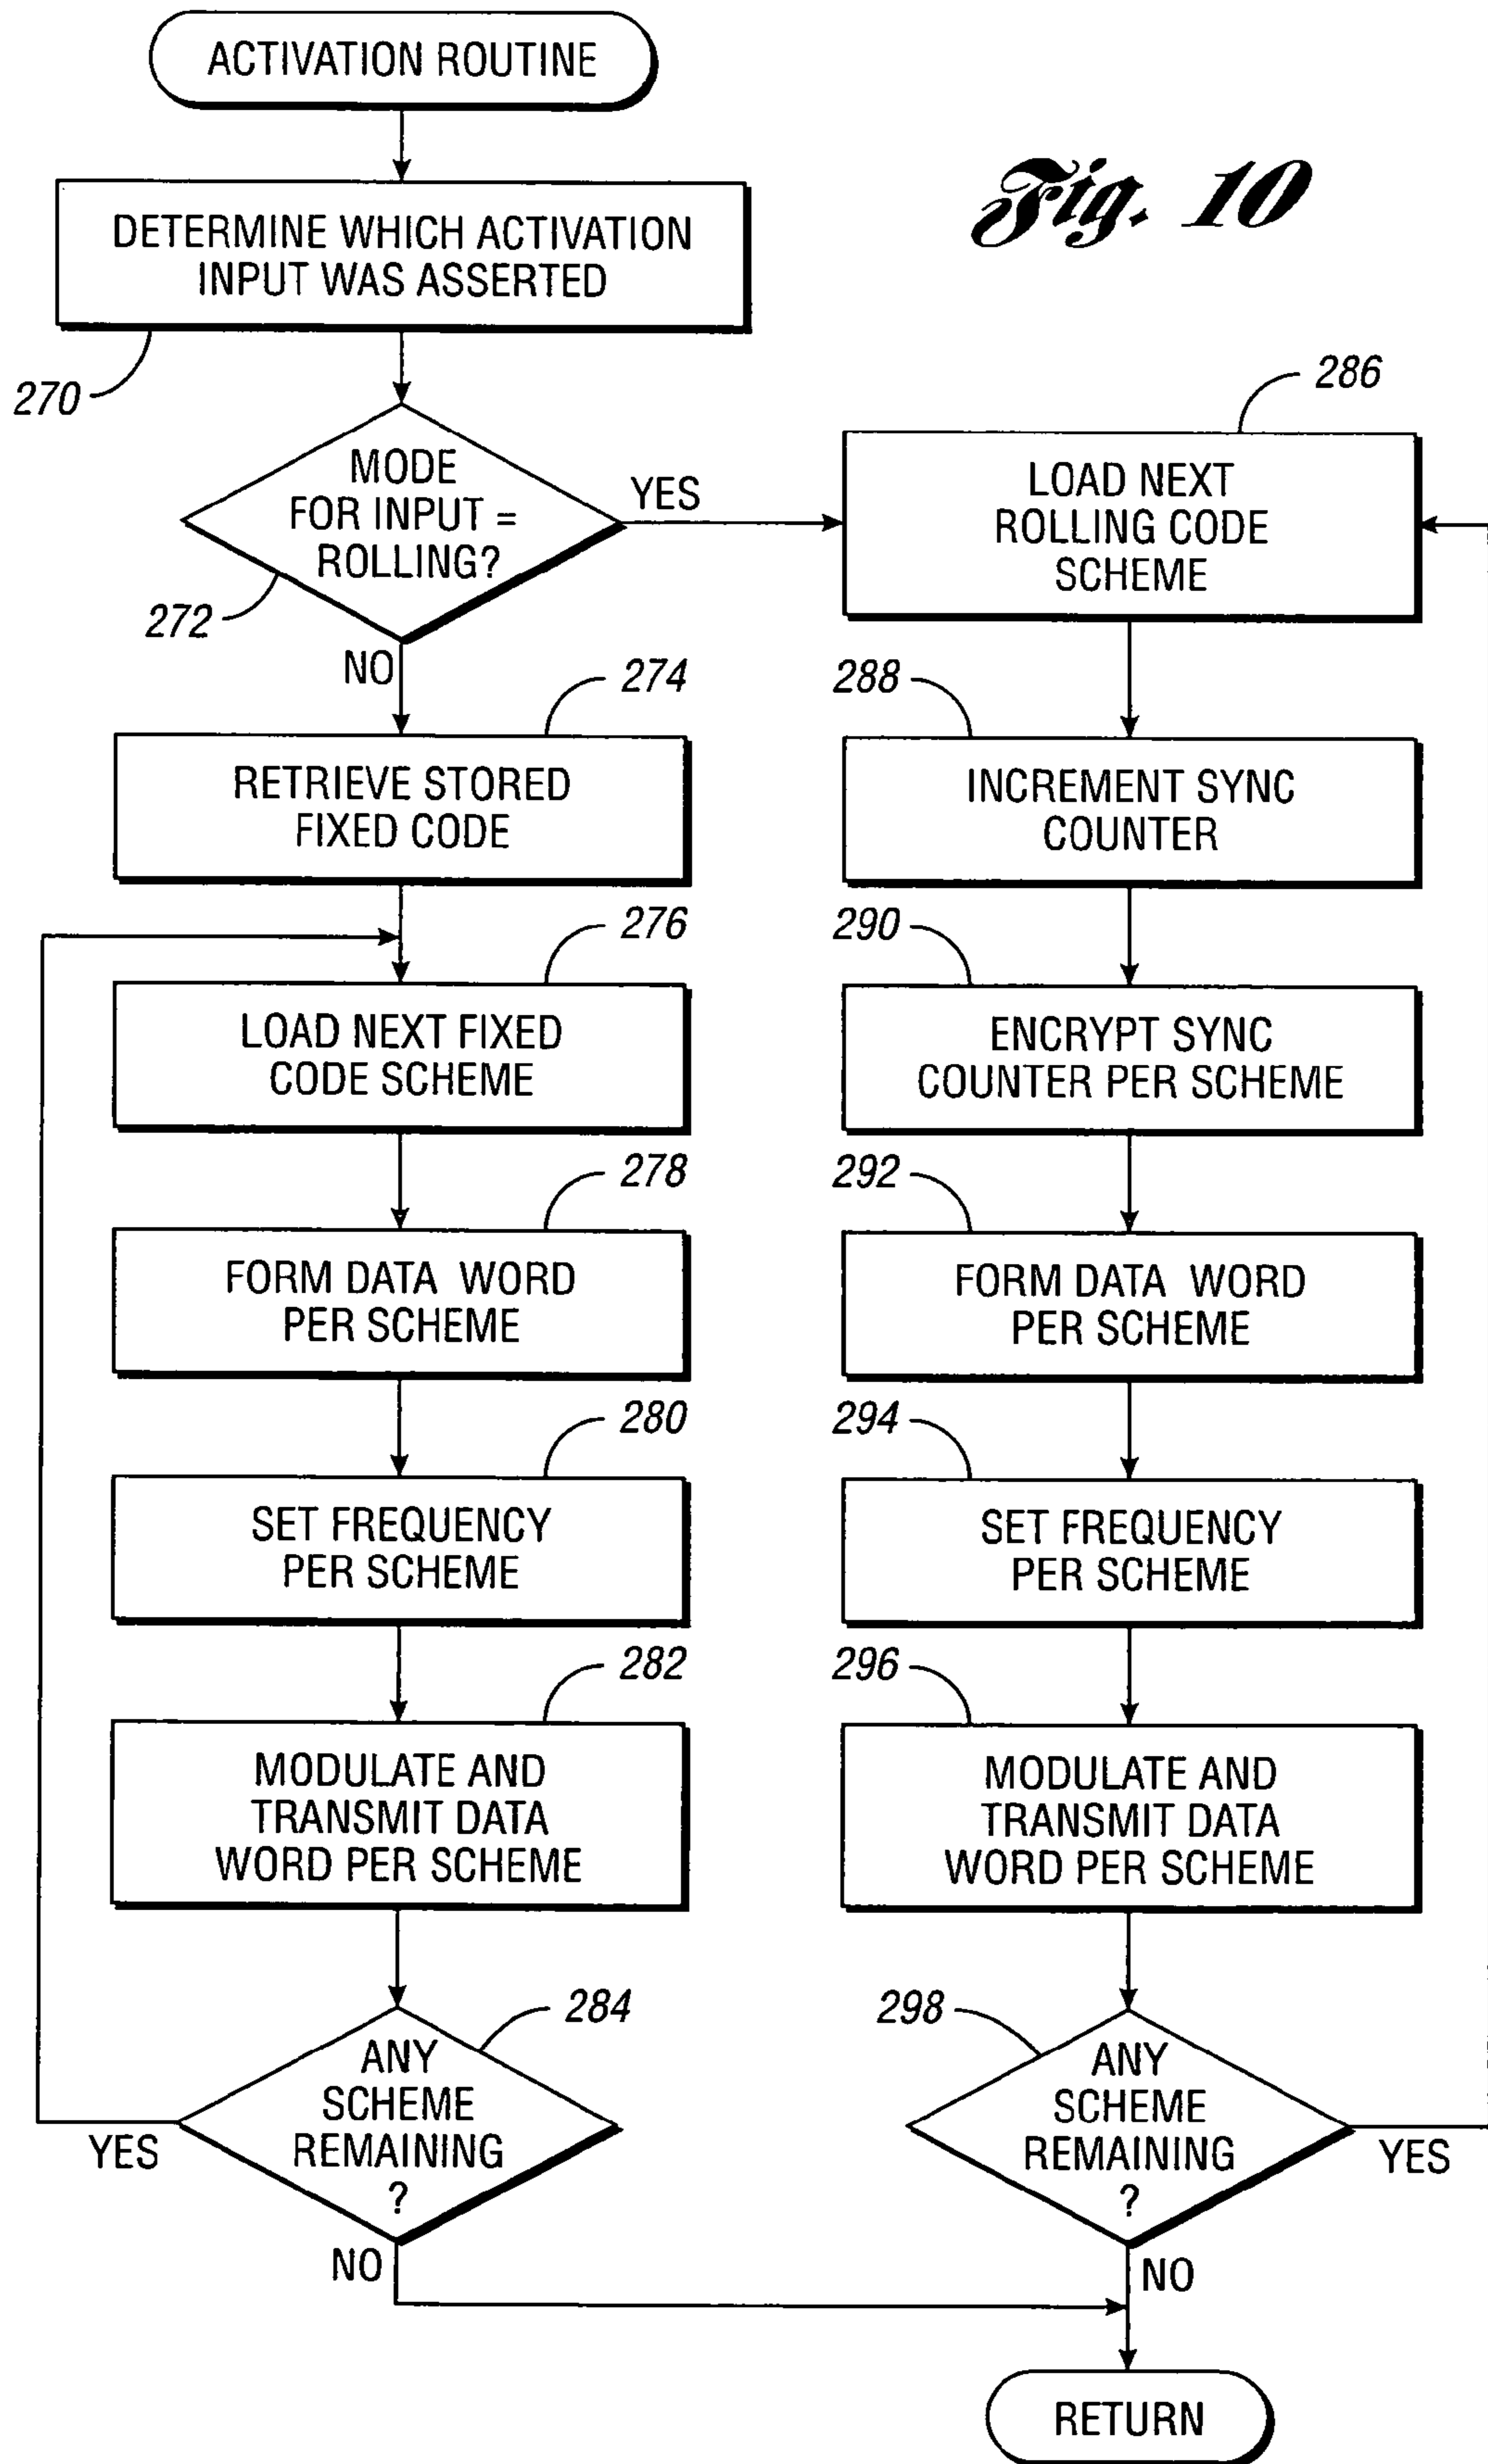 ACTIVATION ROUTINE
Fig. 10
DETERMINE WHICH ACTIVATION
INPUT WAS ASSERTED
270
MODE
FOR INPUT =
ROLLING?
272
YES
NO
274
RETRIEVE STORED
FIXED CODE
276
LOAD NEXT FIXED
CODE SCHEME
278
FORM DATA WORD
PER SCHEME
280
SET FREQUENCY
PER SCHEME
282
MODULATE AND
TRANSMIT DATA
WORD PER SCHEME
284
ANY
SCHEME
REMAINING
?
YES
NO
286
LOAD NEXT
ROLLING CODE
SCHEME
288
INCREMENT SYNC
COUNTER
290
ENCRYPT SYNC
COUNTER PER SCHEME
292
FORM DATA WORD
PER SCHEME
294
SET FREQUENCY
PER SCHEME
296
MODULATE AND
TRANSMIT DATA
WORD PER SCHEME
298
ANY
SCHEME
REMAINING
?
YES
NO
RETURN